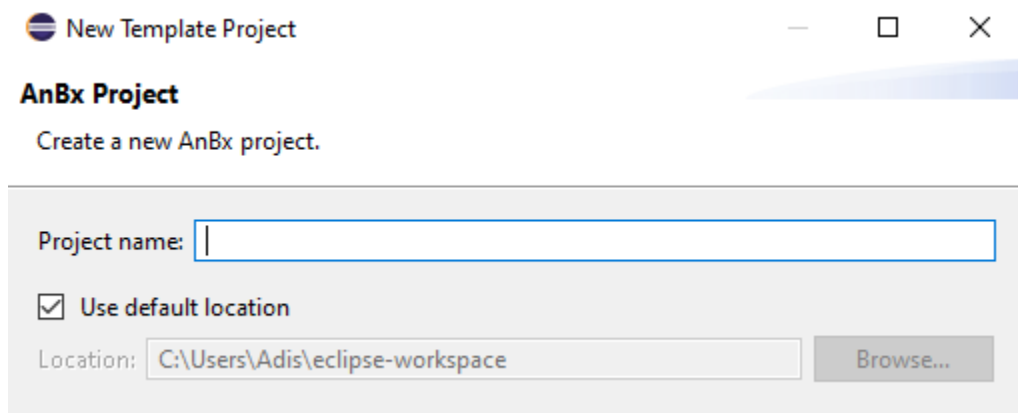 New Template Project
AnBx Project
Create a new AnBx project.
Project name:
Use default location
Location: C:\Users\Adis\eclipse-workspace Browse...